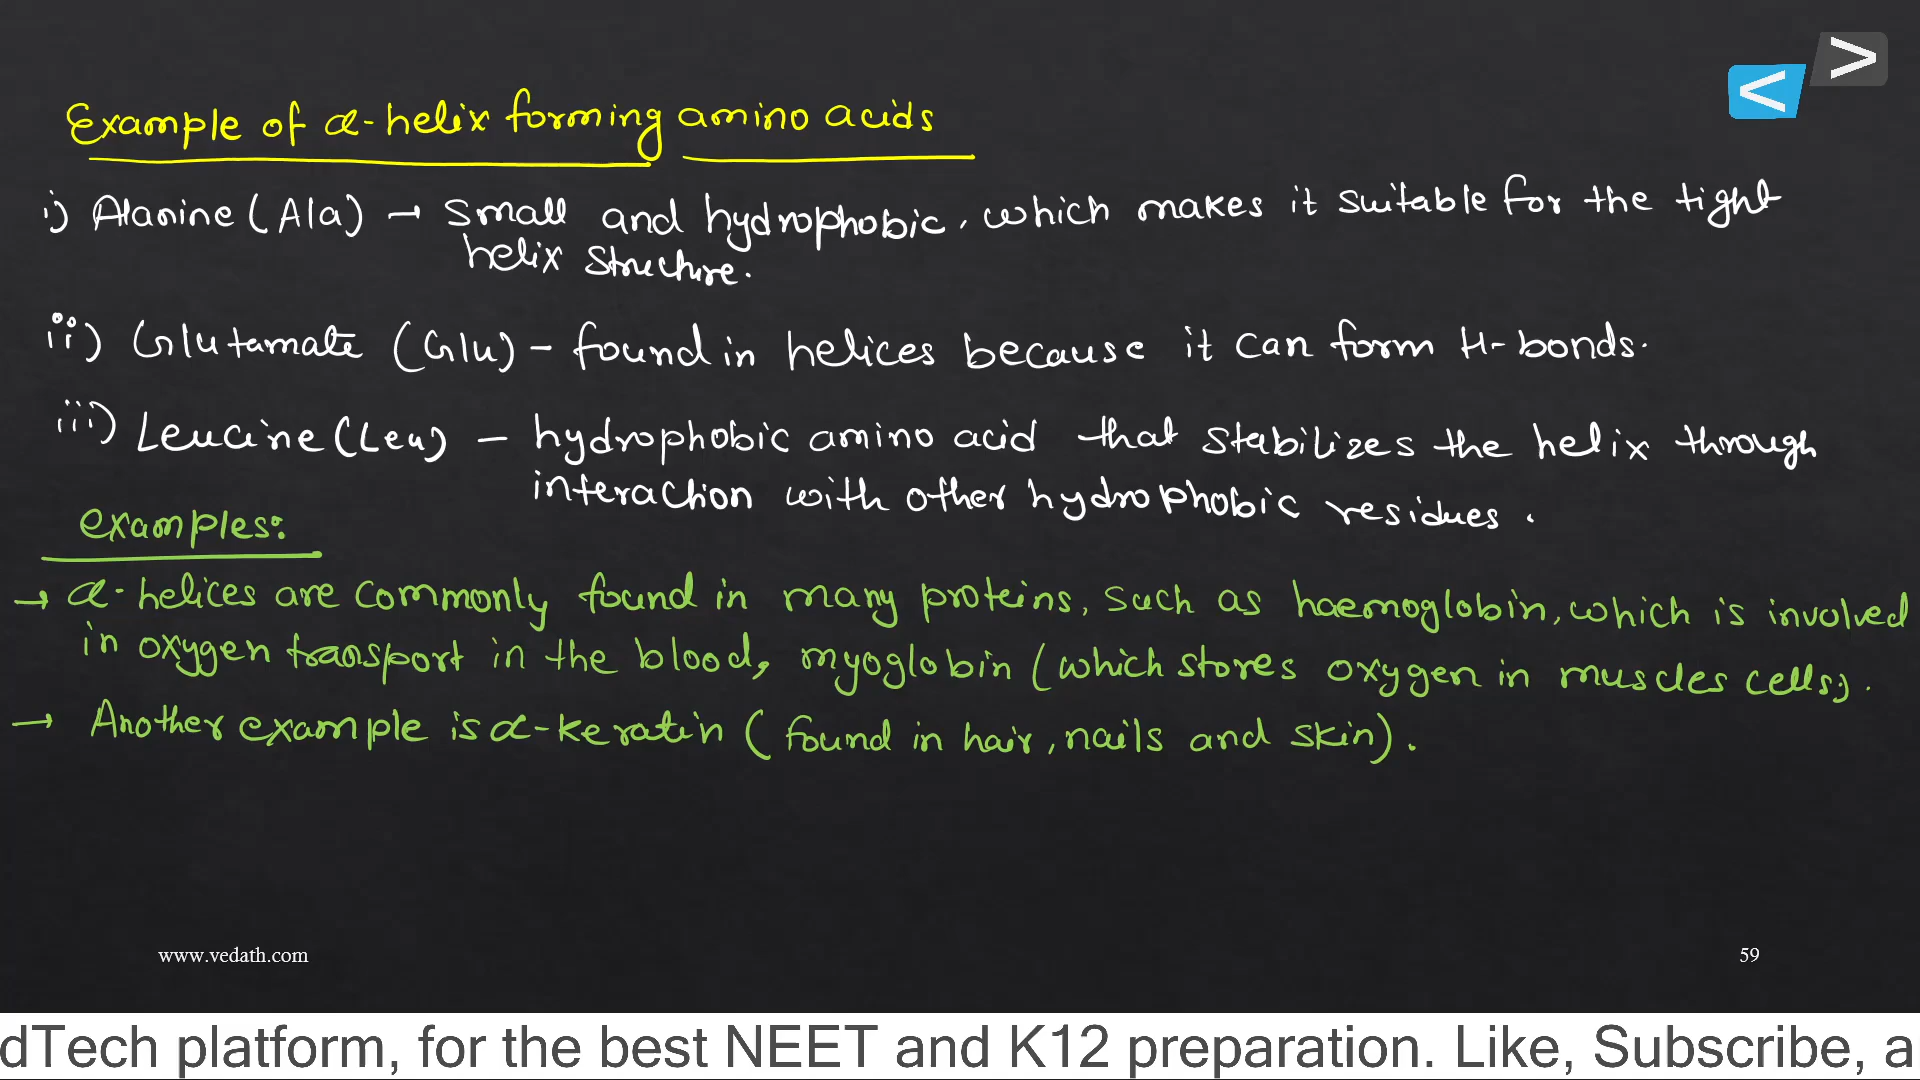 Example of α-helix forming amino acids
i) Alanine (Ala) → small and hydrophobic, which makes it suitable for the tight
helix structure.
ii) Glutamate (Glu) - found in helices because it can form H-bonds.
iii) Leucine (Leu) - hydrophobic amino acid that stabilizes the helix through
interaction with other hydrophobic residues.
examples:
→ α-helices are commonly found in many proteins, such as haemoglobin, which is involved
in oxygen transport in the blood, myoglobin (which stores oxygen in muscles cells).
→ Another example is α-keratin (found in hair, nails and skin).
www.vedath.com
59
dTech platform, for the best NEET and K12 preparation. Like, Subscribe, a